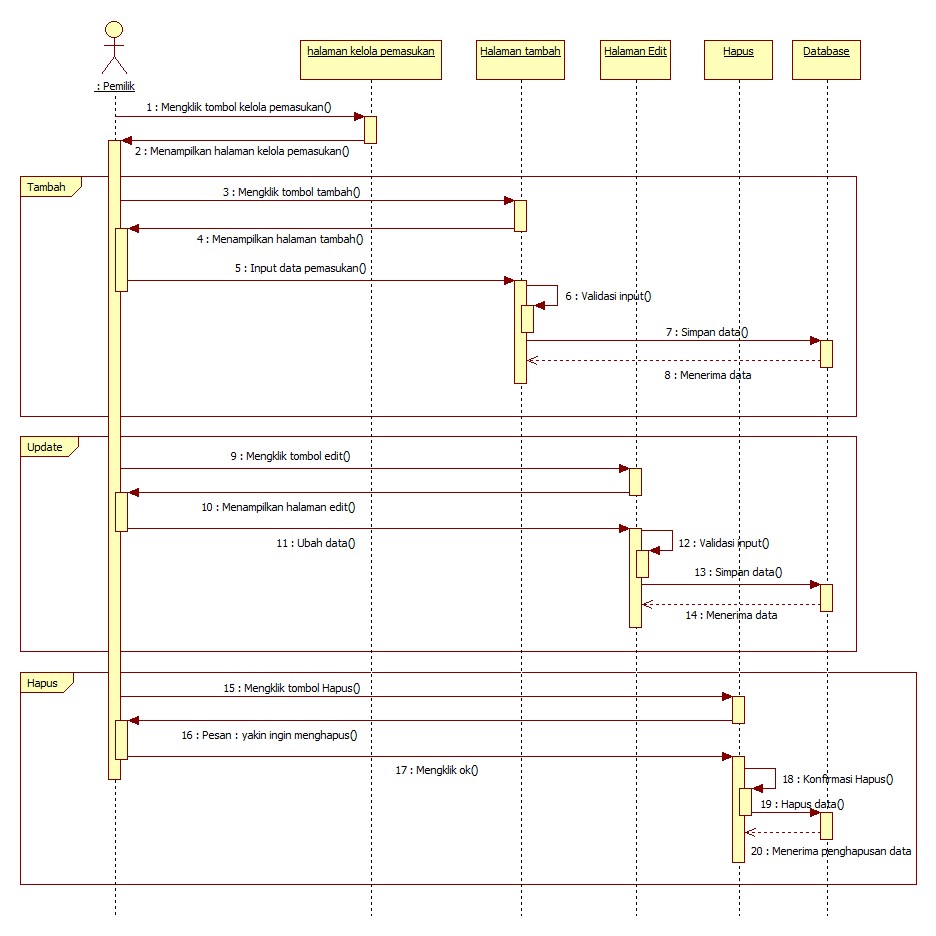 : Pemilik
halaman kelola pemasukan
Halaman tambah
Halaman Edit
Hapus
Database
1 : Mengklik tombol kelola pemasukan()
2 : Menampilkan halaman kelola pemasukan()
Tambah
3 : Mengklik tombol tambah()
4 : Menampilkan halaman tambah()
5 : Input data pemasukan()
6 : Validasi input()
7 : Simpan data()
8 : Menerima data
Update
9 : Mengklik tombol edit()
10 : Menampilkan halaman edit()
11 : Ubah data()
12 : Validasi input()
13 : Simpan data()
14 : Menerima data
Hapus
15 : Mengklik tombol Hapus()
16 : Pesan : yakin ingin menghapus()
17 : Mengklik ok()
18 : Konfirmasi Hapus()
19 : Hapus data()
20 : Menerima penghapusan data